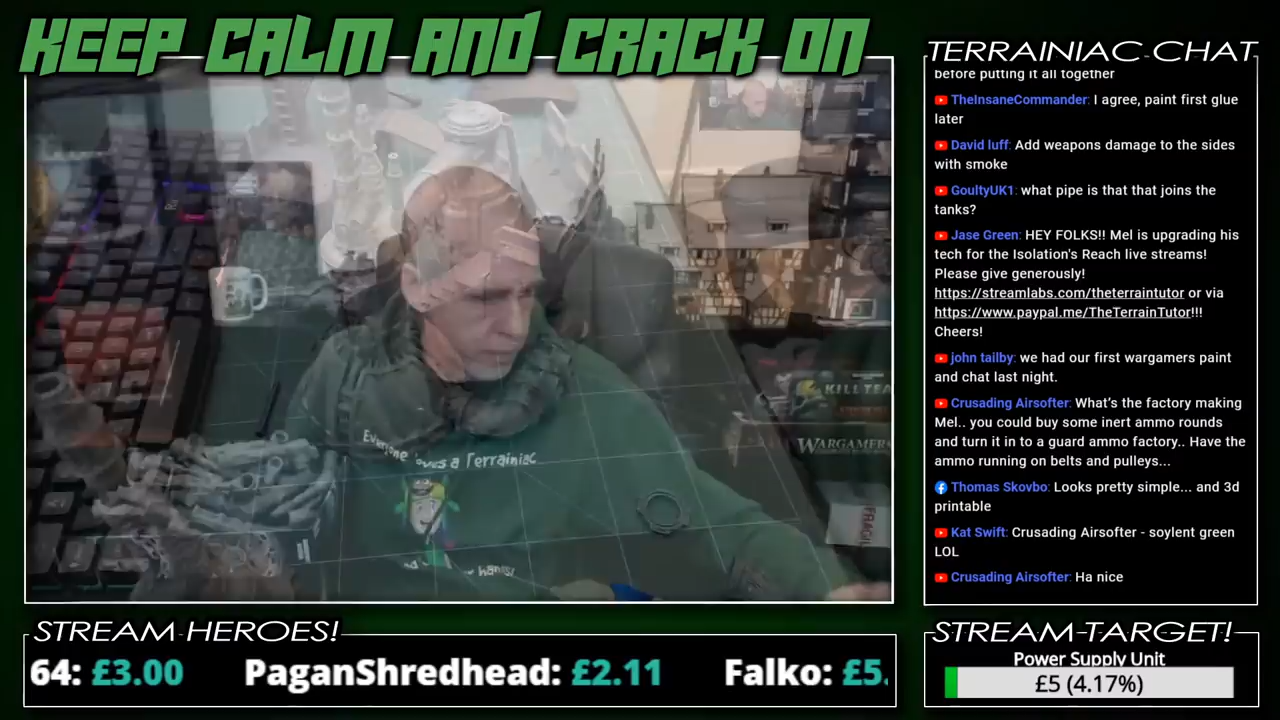 KEEP CALM AND CRACK ON
TERRAINIAC CHAT
before putting it all together
TheInsaneCommander: I agree, paint first glue
later
David luff: Add weapons damage to the sides
with smoke
GoultyUK1: what pipe is that that joins the
tanks?
Jase Green: HEY FOLKS!! Mel is upgrading his
tech for the Isolation's Reach live streams!
Please give generously!
https://streamlabs.com/theterraintutor or via
https://www.paypal.me/TheTerrainTutor!!!
Cheers!
john tailby: we had our first wargamers paint
and chat last night.
Crusading Airsofter: What's the factory making
Mel.. you could buy some inert ammo rounds
and turn it in to a guard ammo factory.. Have the
ammo running on belts and pulleys...
Thomas Skovbo: Looks pretty simple... and 3d
printable
Kat Swift: Crusading Airsofter - soylent green
LOL
Crusading Airsofter: Ha nice
KILL TEA
WARGAMERS
Everyone loves a Terrainiac
hands!
STREAM HEROES!
64: £3.00 PaganShredhead: £2.11 Falko: £5.
STREAM TARGET!
Power Supply Unit
£5 (4.17%)